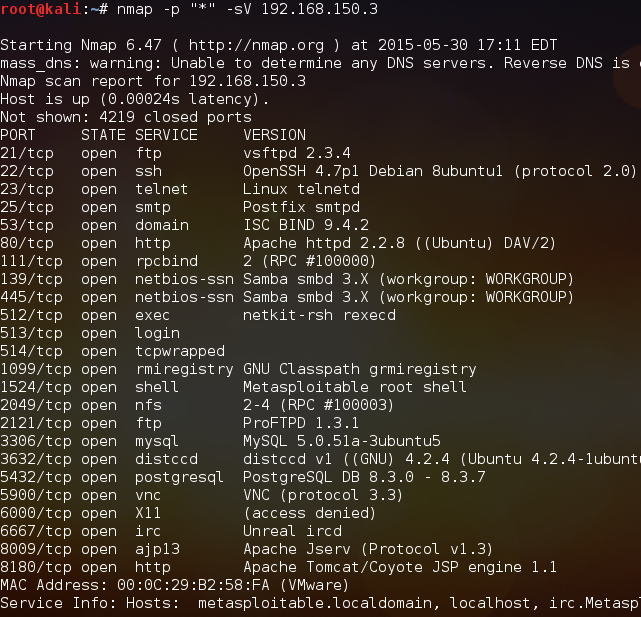 root@kali:~# nmap -p "*" -sV 192.168.150.3
Starting Nmap 6.47 ( http://nmap.org ) at 2015-05-30 17:11 EDT
mass_dns: warning: Unable to determine any DNS servers. Reverse DNS is
Nmap scan report for 192.168.150.3
Host is up (0.00024s latency).
Not shown: 4219 closed ports
PORT     STATE SERVICE     VERSION
21/tcp   open  ftp         vsftpd 2.3.4
22/tcp   open  ssh         OpenSSH 4.7p1 Debian 8ubuntu1 (protocol 2.0)
23/tcp   open  telnet      Linux telnetd
25/tcp   open  smtp        Postfix smtpd
53/tcp   open  domain      ISC BIND 9.4.2
80/tcp   open  http        Apache httpd 2.2.8 ((Ubuntu) DAV/2)
111/tcp  open  rpcbind     2 (RPC #100000)
139/tcp  open  netbios-ssn Samba smbd 3.X (workgroup: WORKGROUP)
445/tcp  open  netbios-ssn Samba smbd 3.X (workgroup: WORKGROUP)
512/tcp  open  exec        netkit-rsh rexecd
513/tcp  open  login
514/tcp  open  tcpwrapped
1099/tcp open  rmiregistry GNU Classpath grmiregistry
1524/tcp open  shell       Metasploitable root shell
2049/tcp open  nfs         2-4 (RPC #100003)
2121/tcp open  ftp         ProFTPD 1.3.1
3306/tcp open  mysql       MySQL 5.0.51a-3ubuntu5
3632/tcp open  distccd     distccd v1 ((GNU) 4.2.4 (Ubuntu 4.2.4-1ubunt
5432/tcp open  postgresql  PostgreSQL DB 8.3.0 - 8.3.7
5900/tcp open  vnc         VNC (protocol 3.3)
6000/tcp open  X11         (access denied)
6667/tcp open  irc         Unreal ircd
8009/tcp open  ajp13       Apache Jserv (Protocol v1.3)
8180/tcp open  http        Apache Tomcat/Coyote JSP engine 1.1
MAC Address: 00:0C:29:B2:58:FA (VMware)
Service Info: Hosts:  metasploitable.localdomain, localhost, irc.Metaspl